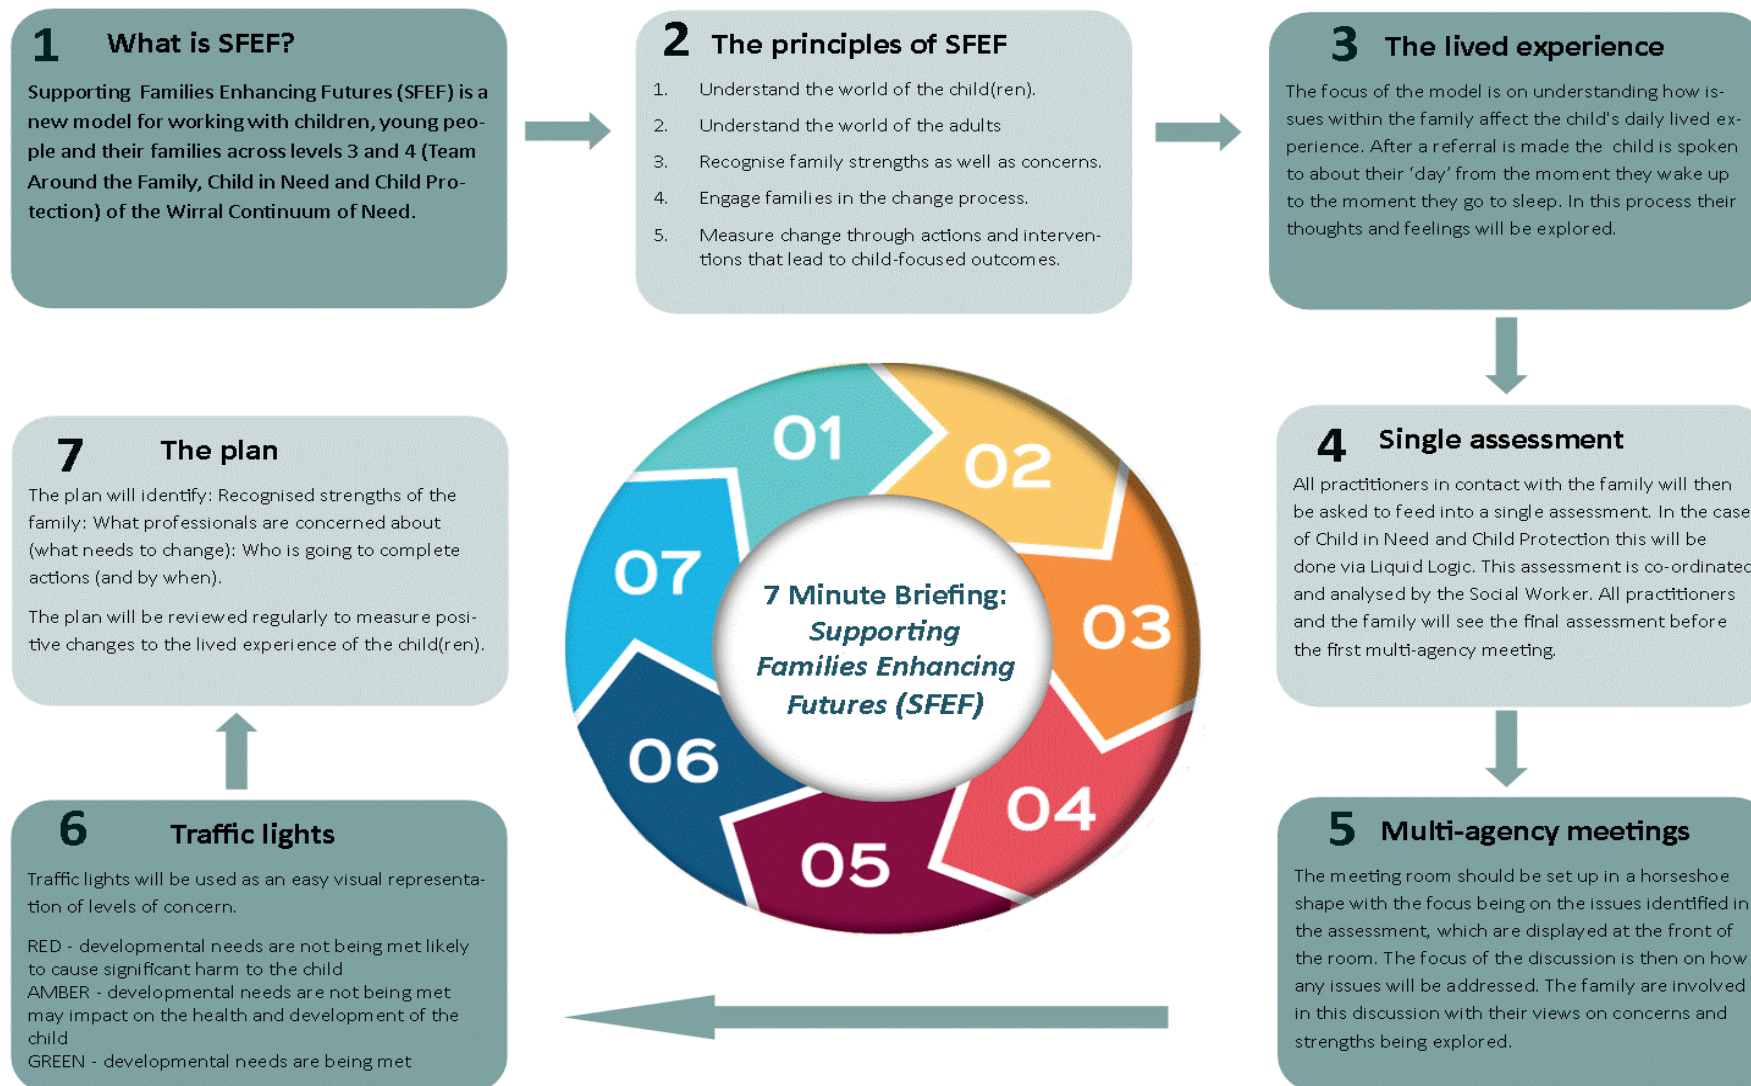 1 What is SFEF?
Supporting Families Enhancing Futures (SFEF) is a
new model for working with children, young peo-
ple and their families across levels 3 and 4 (Team
Around the Family, Child in Need and Child Pro-
tection) of the Wirral Continuum of Need.
2 The principles of SFEF
1. Understand the world of the child(ren).
2. Understand the world of the adults
3. Recognise family strengths as well as concerns.
4. Engage families in the change process.
5. Measure change through actions and interven-
tions that lead to child-focused outcomes.
3 The lived experience
The focus of the model is on understanding how is-
sues within the family affect the child's daily lived ex-
perience. After a referral is made the child is spoken
to about their ‘day’ from the moment they wake up
to the moment they go to sleep. In this process their
thoughts and feelings will be explored.
4 Single assessment
All practitioners in contact with the family will then
be asked to feed into a single assessment. In the case
of Child in Need and Child Protection this will be
done via Liquid Logic. This assessment is co-ordinated
and analysed by the Social Worker. All practitioners
and the family will see the final assessment before
the first multi-agency meeting.
5 Multi-agency meetings
The meeting room should be set up in a horseshoe
shape with the focus being on the issues identified in
the assessment, which are displayed at the front of
the room. The focus of the discussion is then on how
any issues will be addressed. The family are involved
in this discussion with their views on concerns and
strengths being explored.
6 Traffic lights
Traffic lights will be used as an easy visual representa-
tion of levels of concern.
RED - developmental needs are not being met likely
to cause significant harm to the child
AMBER - developmental needs are not being met
may impact on the health and development of the
child
GREEN - developmental needs are being met
7 The plan
The plan will identify: Recognised strengths of the
family: What professionals are concerned about
(what needs to change): Who is going to complete
actions (and by when).
The plan will be reviewed regularly to measure posi-
tive changes to the lived experience of the child(ren).
01
02
03
04
05
06
07
7 Minute Briefing:
Supporting
Families Enhancing
Futures (SFEF)